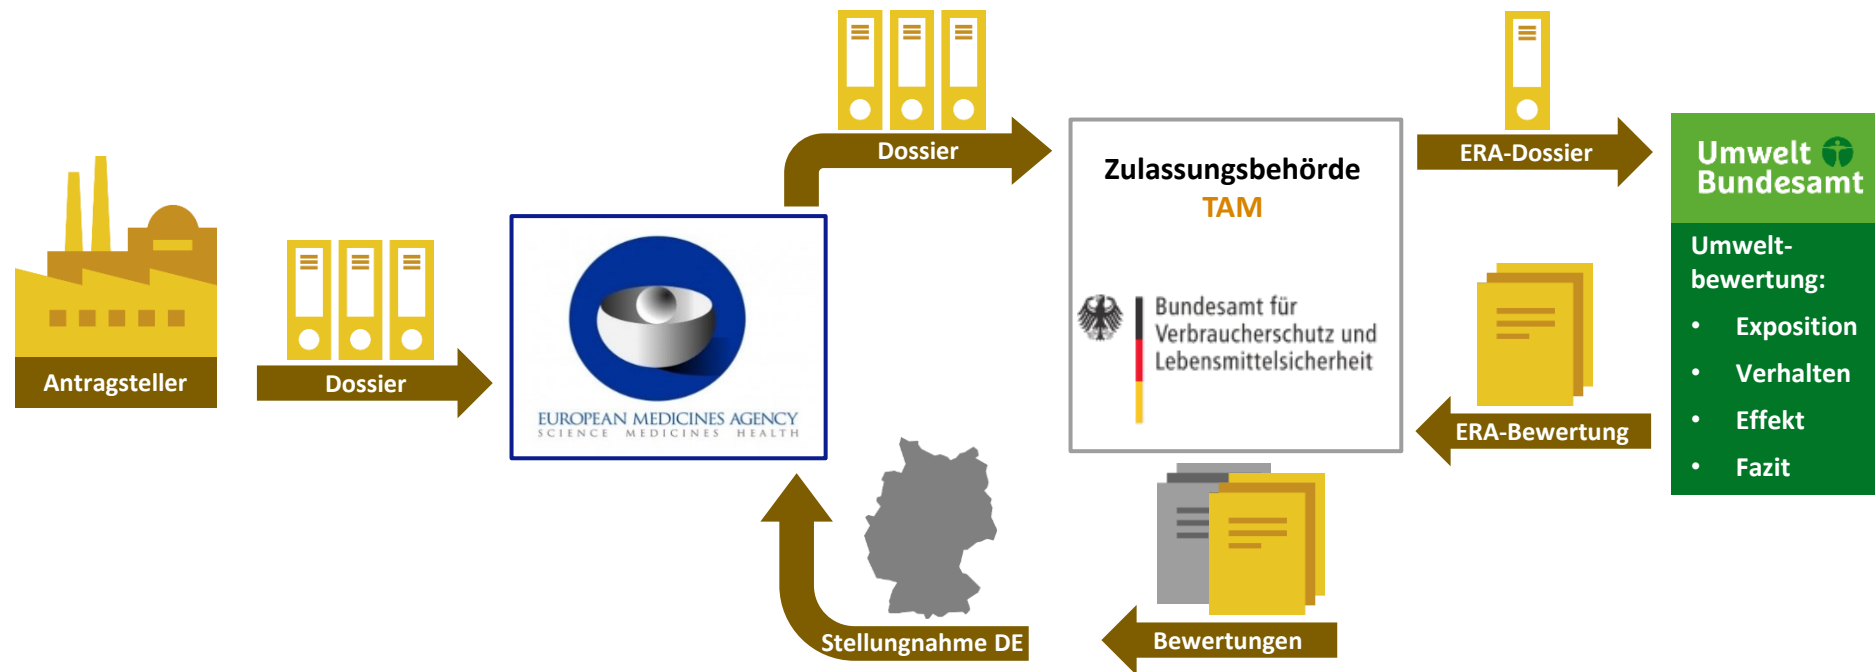 Antragsteller
Dossier
EUROPEAN MEDICINES AGENCY
SCIENCE MEDICINES HEALTH
Dossier
Zulassungsbehörde
TAM
Bundesamt für
Verbraucherschutz und
Lebensmittelsicherheit
ERA-Dossier
Umwelt
Bundesamt
Umwelt-
bewertung:
• Exposition
• Verhalten
• Effekt
• Fazit
ERA-Bewertung
Bewertungen
Stellungnahme DE